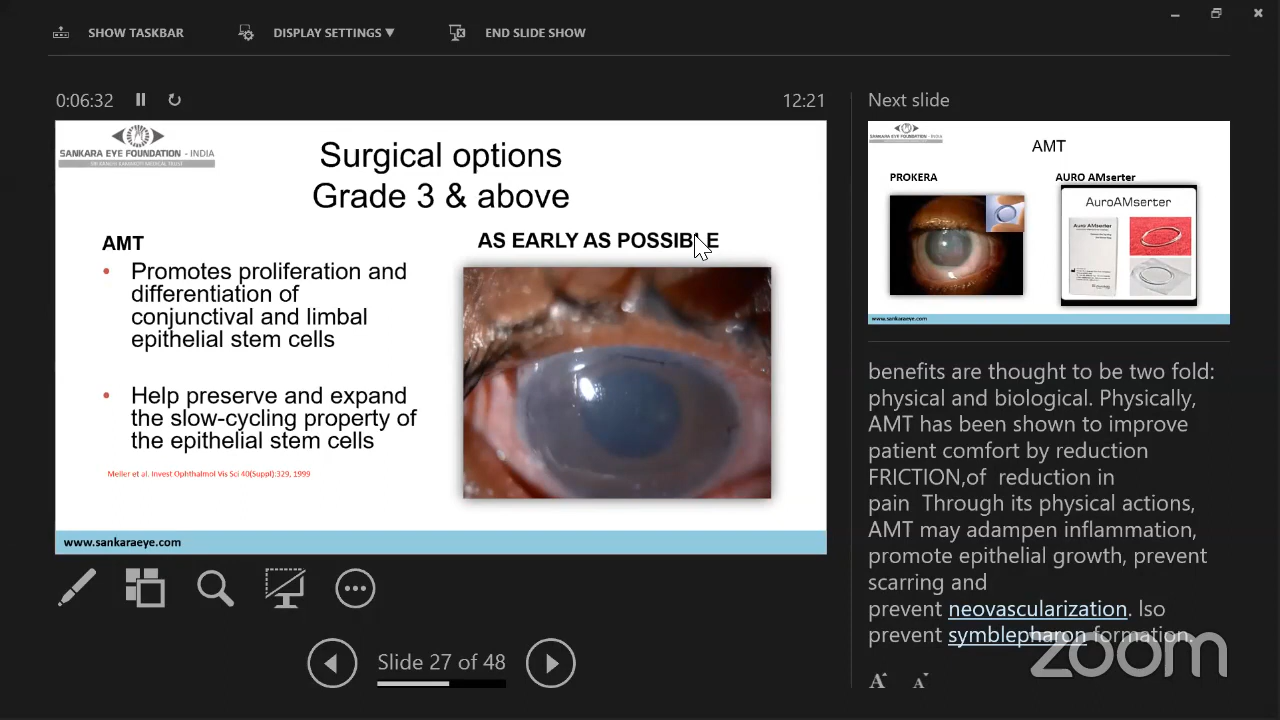 SHOW TASKBAR
DISPLAY SETTINGS ▼
END SLIDE SHOW
0:06:32
12:21
SANKARA EYE FOUNDATION - INDIA
Surgical options
Grade 3 & above
AMT
• Promotes proliferation and
differentiation of
conjunctival and limbal
epithelial stem cells
• Help preserve and expand
the slow-cycling property of
the epithelial stem cells
Meller et al. Invest Ophthalmol Vis Sci 40(Suppl):329, 1999
AS EARLY AS POSSIBLE
www.sankaraeye.com
Slide 27 of 48
Next slide
SANKARA EYE FOUNDATION - INDIA
AMT
PROKERA
AURO AMserter
AuroAMserter
Auro AMserter
www.sankaraeye.com
benefits are thought to be two fold:
physical and biological. Physically,
AMT has been shown to improve
patient comfort by reduction
FRICTION,of  reduction in
pain  Through its physical actions,
AMT may adampen inflammation,
promote epithelial growth, prevent
scarring and
prevent neovascularization. lso
prevent symblepharon formation.
zoom
A A